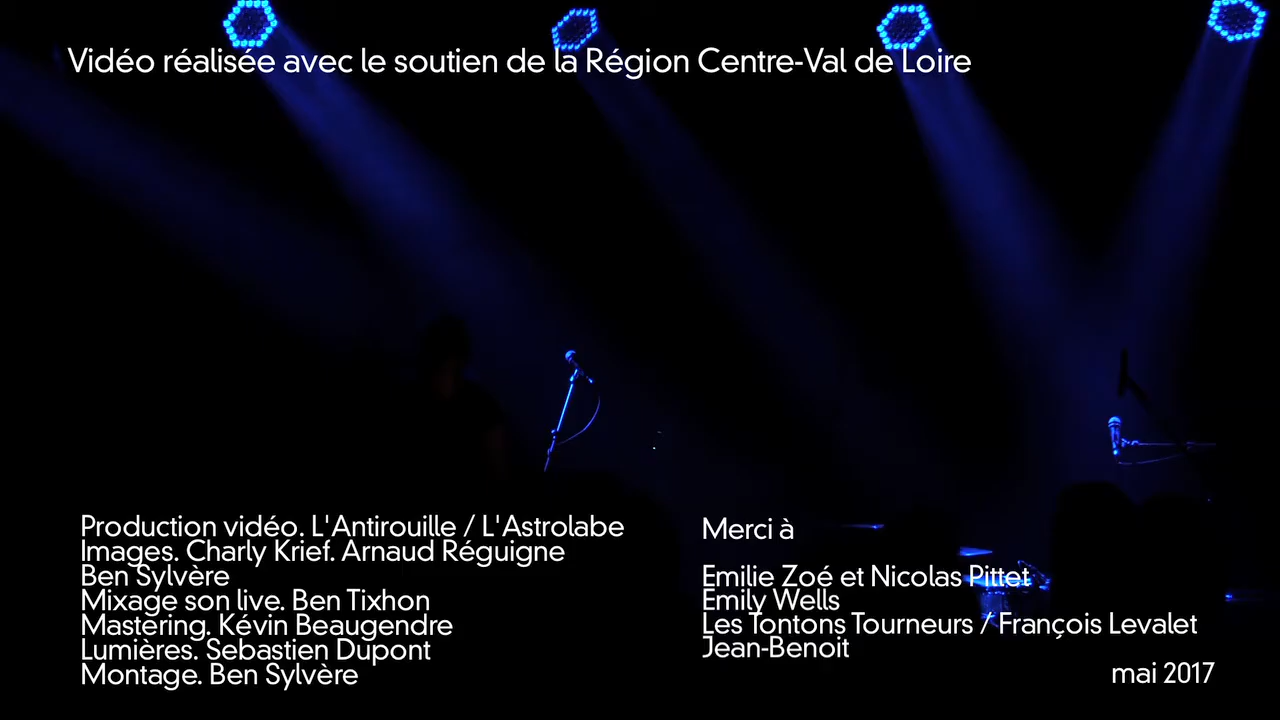 Vidéo réalisée avec le soutien de la Région Centre-Val de Loire
Production vidéo. L'Antirouille / L'Astrolabe
Images. Charly Krief. Arnaud Réguigne
Ben Sylvère
Mixage son live. Ben Tixhon
Mastering. Kévin Beaugendre
Lumières. Sebastien Dupont
Montage. Ben Sylvère
Merci à
Emilie Zoé et Nicolas Pittet
Emily Wells
Les Tontons Tourneurs / François Levalet
Jean-Benoit
mai 2017